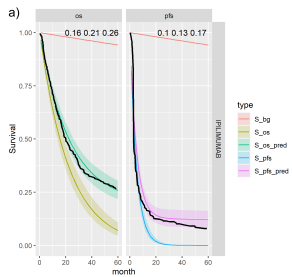 a)
os
pfs
0.16 0.21 0.26
0.1 0.13 0.17
IPILIMUMAB
Survival
1.00
0.75
0.50
0.25
0.00
0 20 40 60
0 20 40 60
month
type
S_bg
S_os
S_os_pred
S_pfs
S_pfs_pred